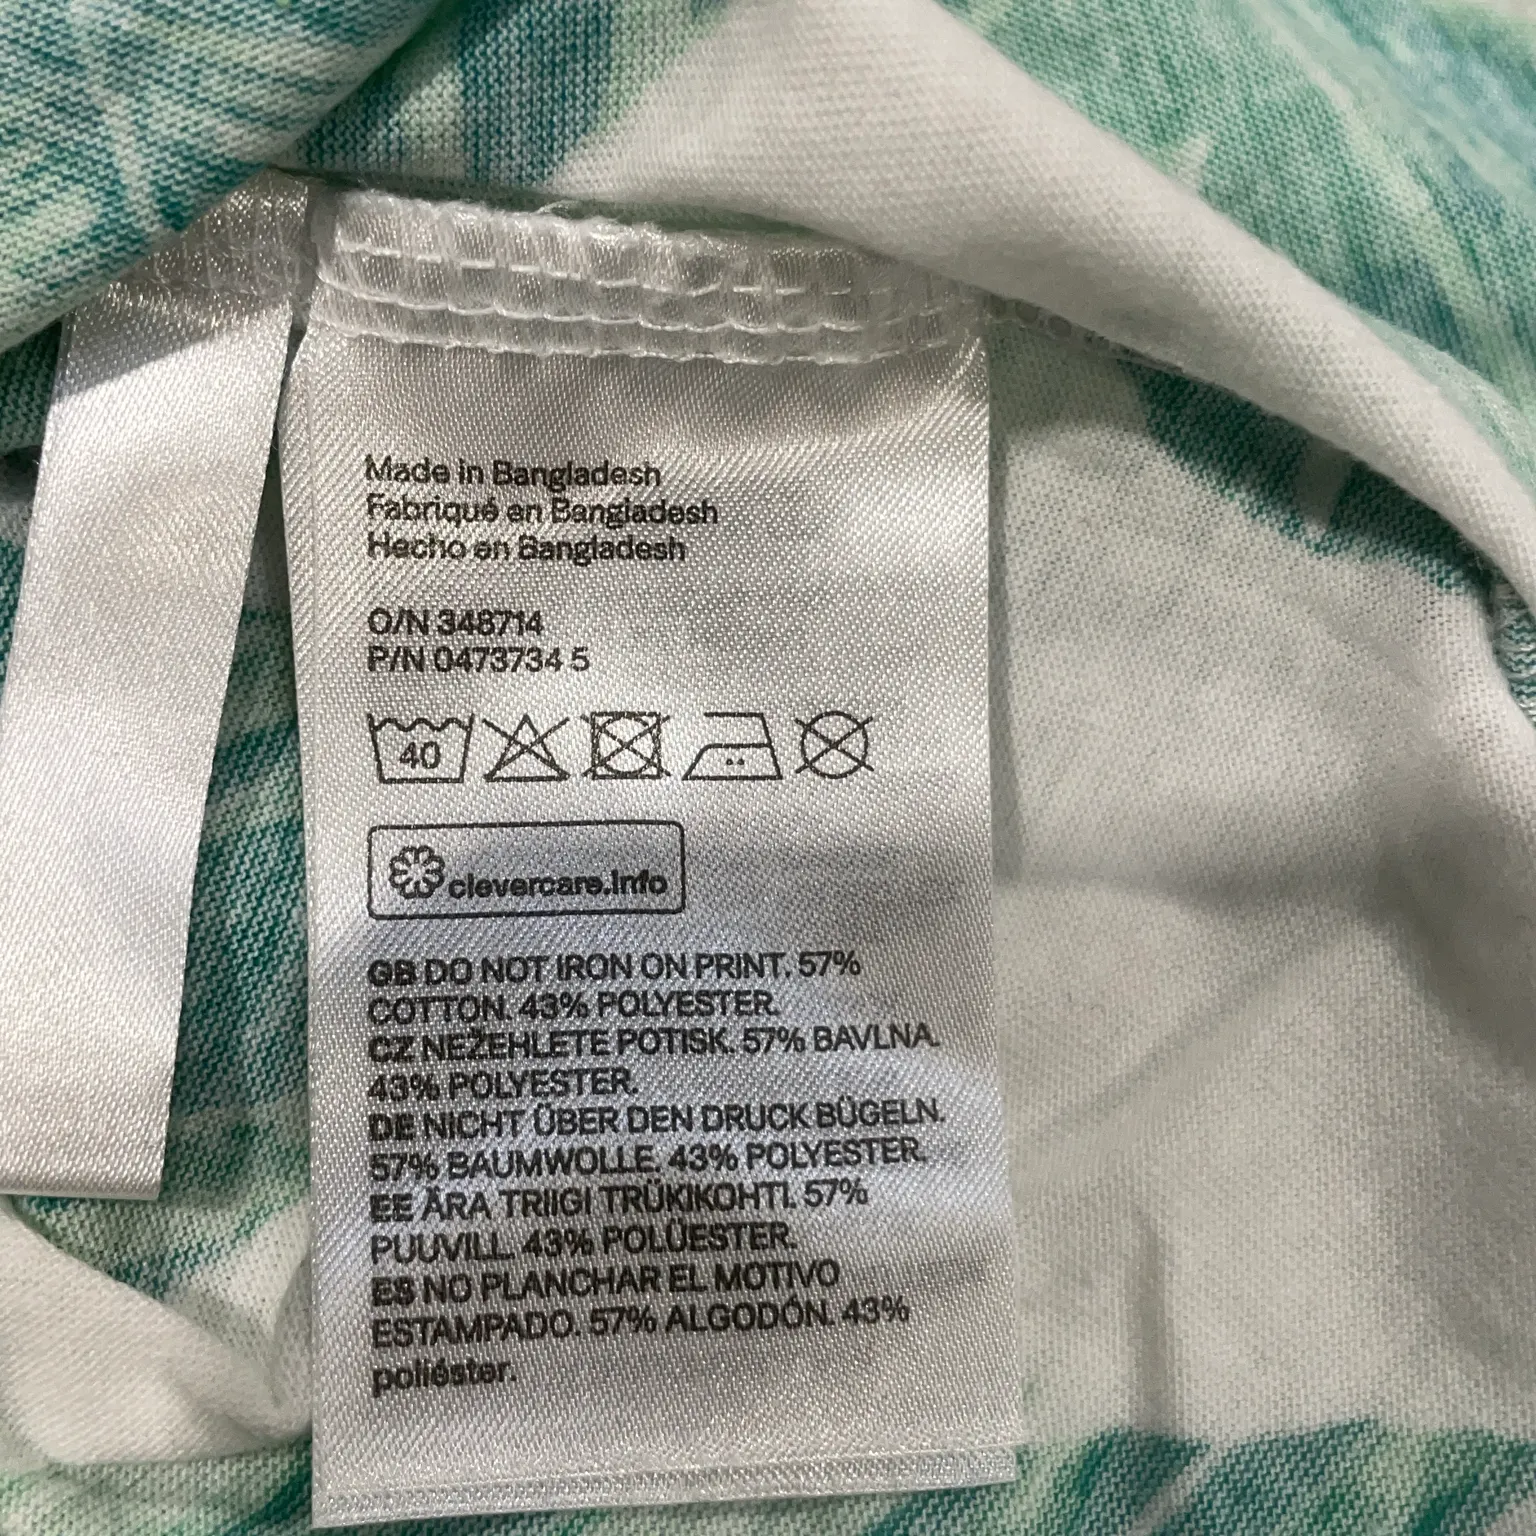 Made in Bangladesh
Fabriqué en Bangladesh
Hecho en Bangladesh
O/N 348714
P/N 0473734 5
40
clevercare.info
GB DO NOT IRON ON PRINT. 57%
COTTON. 43% POLYESTER.
CZ NEŽEHLETE POTISK. 57% BAVLNA.
43% POLYESTER.
DE NICHT ÜBER DEN DRUCK BÜGELN.
57% BAUMWOLLE. 43% POLYESTER.
EE ÄRA TRIIGI TRÜKIKOHTI. 57%
PUUVILL. 43% POLÜESTER.
ES NO PLANCHAR EL MOTIVO
ESTAMPADO. 57% ALGODÓN. 43%
poliéster.